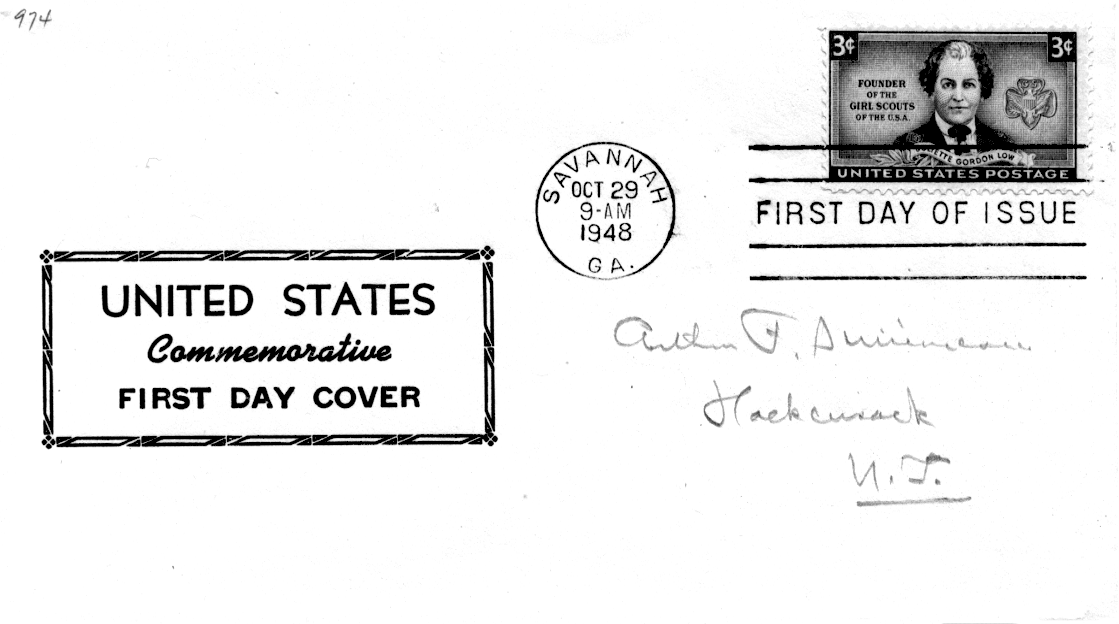 974
3¢ 3¢
FOUNDER
OF THE
GIRL SCOUTS
OF THE U.S.A.
GORDON LOW
UNITED STATES POSTAGE
SAVANNAH
OCT 29
9-AM
1948
GA.
FIRST DAY OF ISSUE
UNITED STATES
Commemorative
FIRST DAY COVER
Arthur F.
Hackensack
N.J.